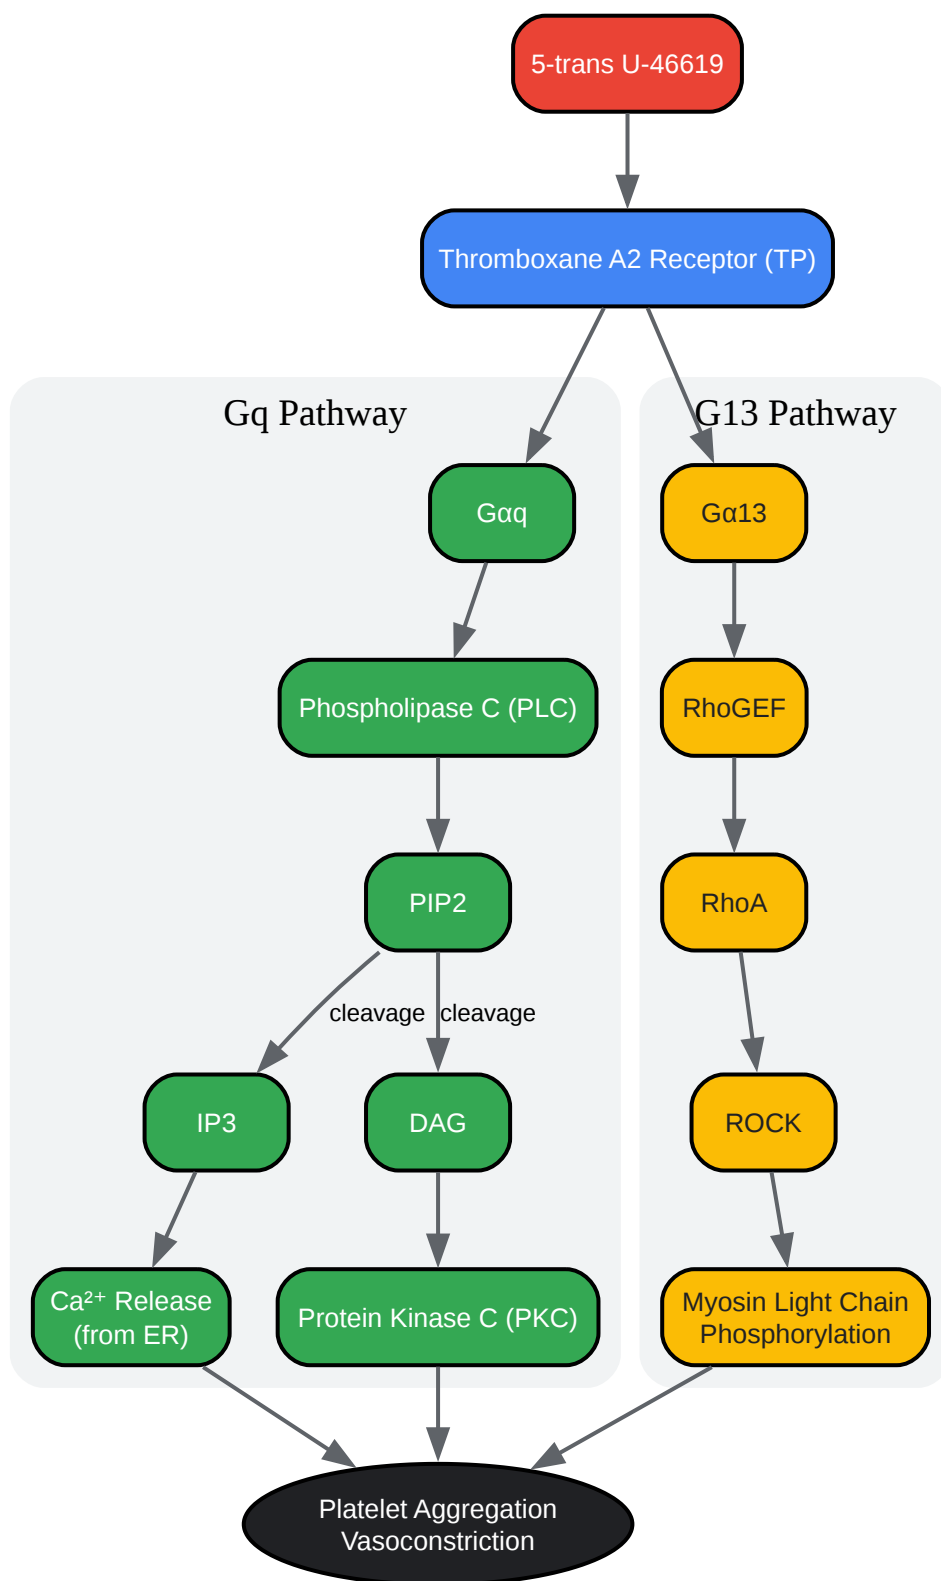 5-trans U-46619
Thromboxane A2 Receptor (TP)
Gq Pathway
G13 Pathway
Gαq
Gα13
Phospholipase C (PLC)
RhoGEF
PIP2
RhoA
cleavage
cleavage
IP3
DAG
ROCK
Ca²⁺ Release
(from ER)
Protein Kinase C (PKC)
Myosin Light Chain
Phosphorylation
Platelet Aggregation
Vasoconstriction